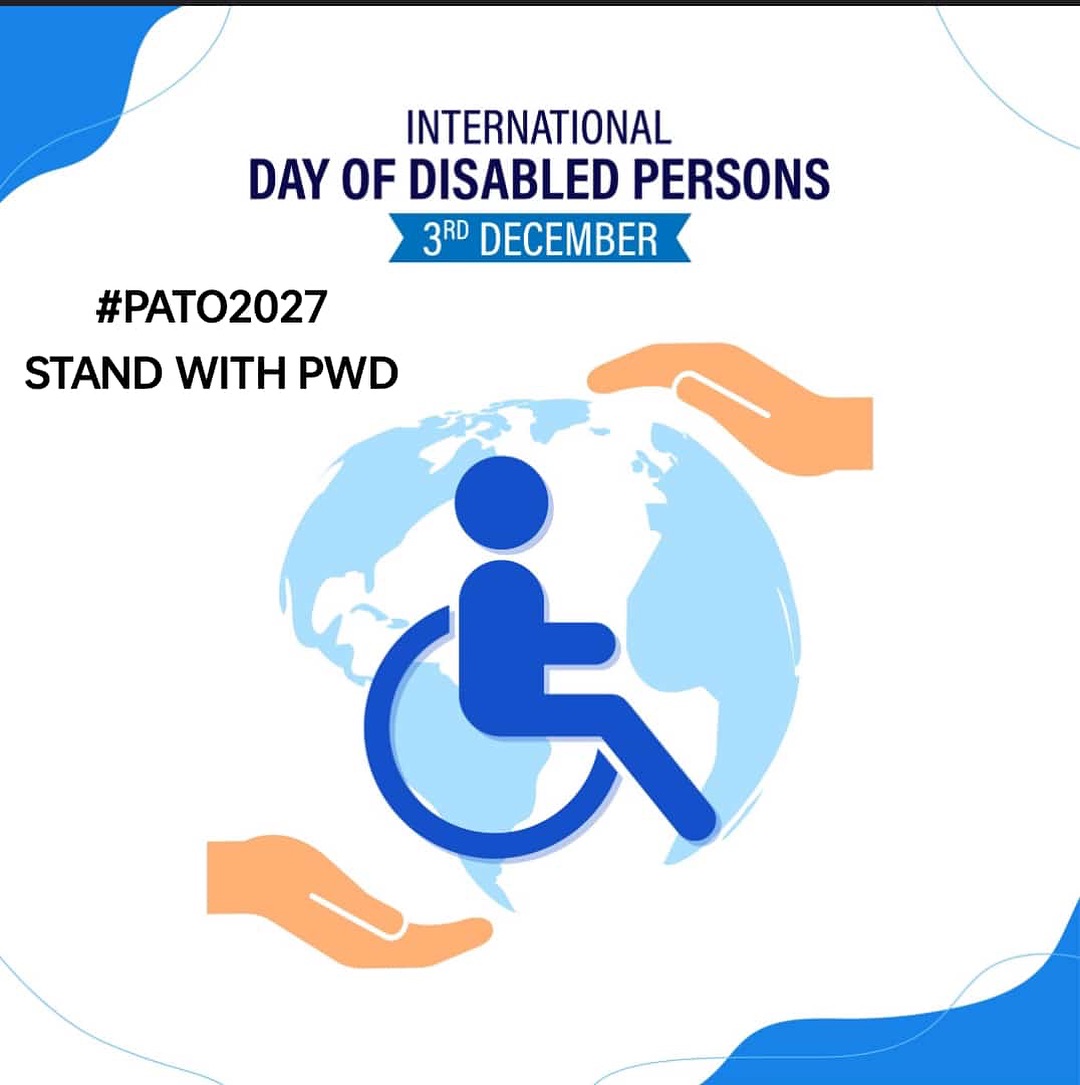 INTERNATIONAL
DAY OF DISABLED PERSONS
3RD DECEMBER
#PATO2027
STAND WITH PWD